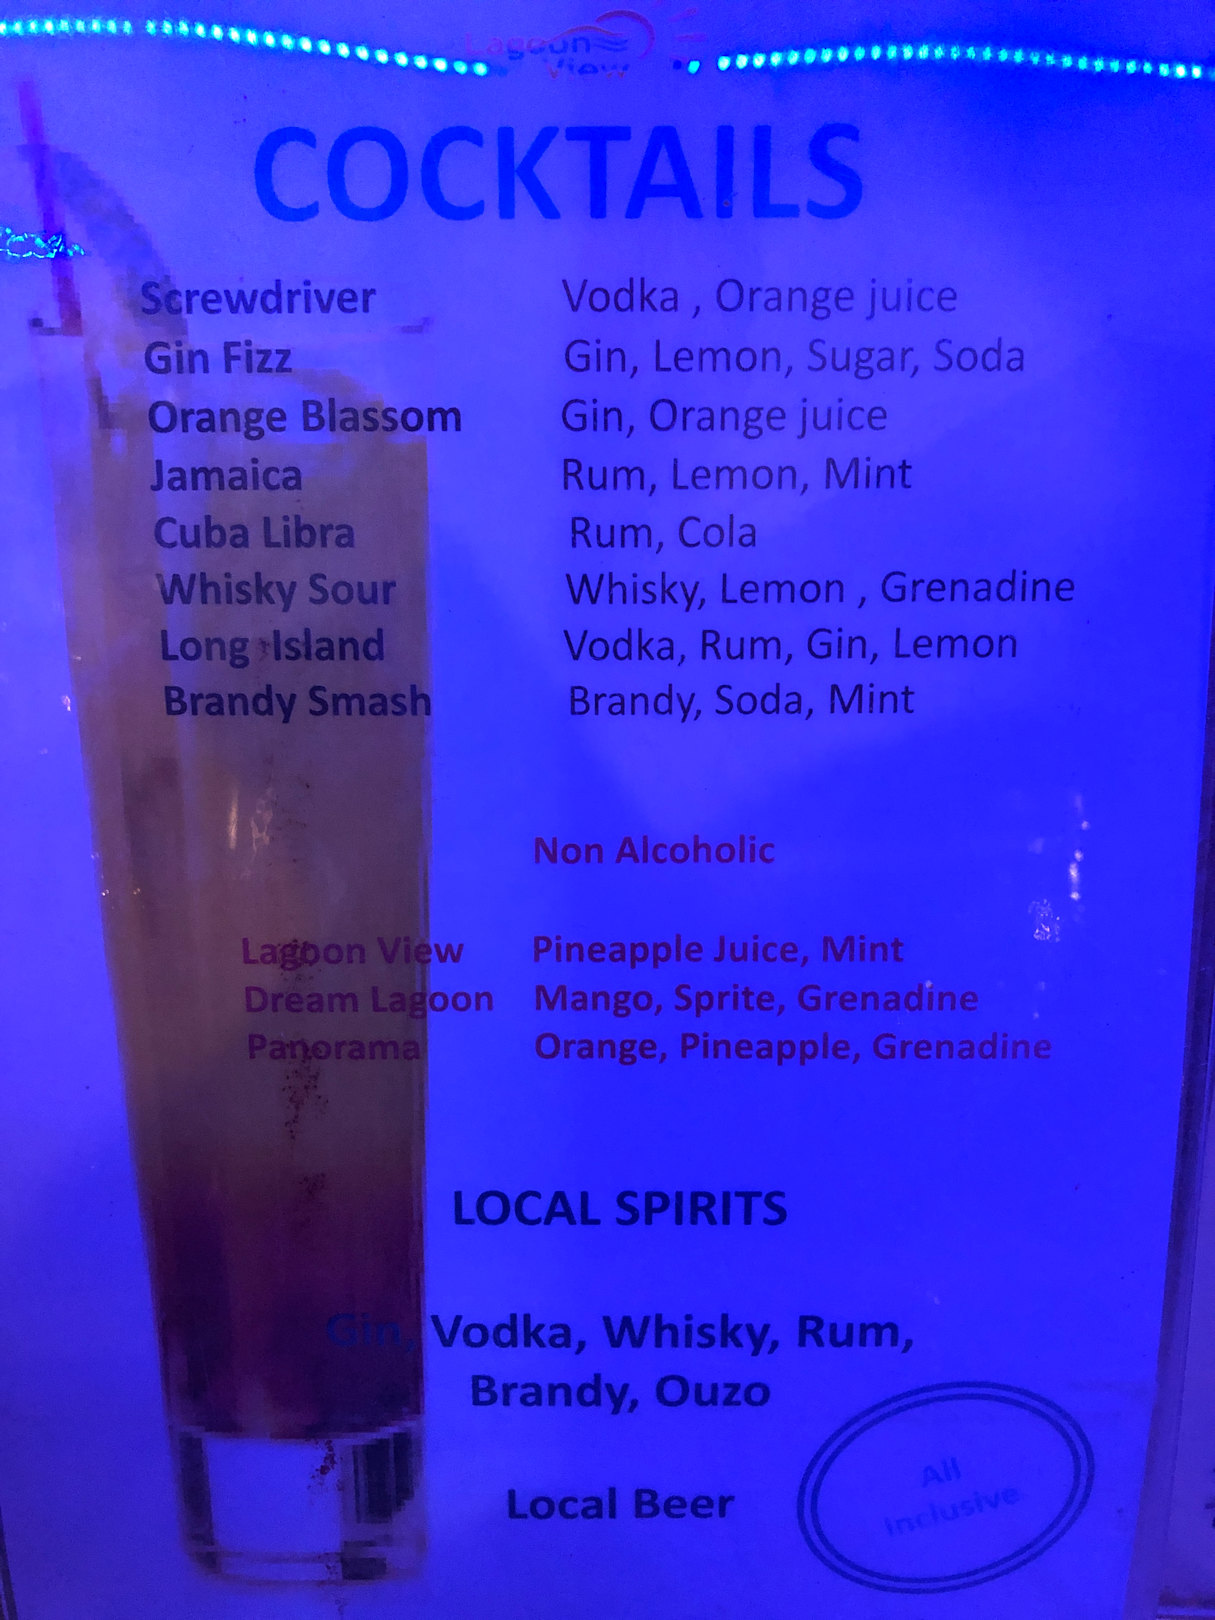 Lagoon
View
COCKTAILS
Screwdriver Vodka , Orange juice
Gin Fizz Gin, Lemon, Sugar, Soda
Orange Blassom Gin, Orange juice
Jamaica Rum, Lemon, Mint
Cuba Libra Rum, Cola
Whisky Sour Whisky, Lemon , Grenadine
Long Island Vodka, Rum, Gin, Lemon
Brandy Smash Brandy, Soda, Mint
Non Alcoholic
Lagoon View Pineapple Juice, Mint
Dream Lagoon Mango, Sprite, Grenadine
Panorama Orange, Pineapple, Grenadine
LOCAL SPIRITS
Gin, Vodka, Whisky, Rum,
Brandy, Ouzo
Local Beer
All
Inclusive